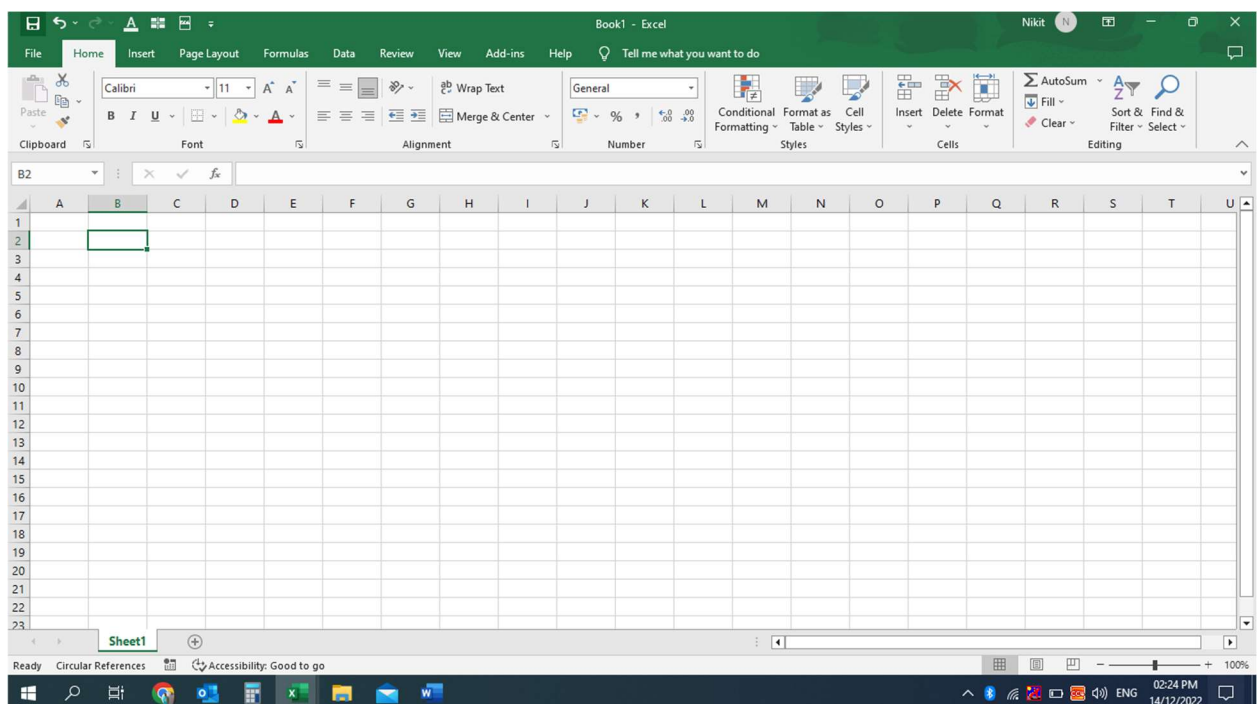 Book1 - Excel
Nikit N
File Home Insert Page Layout Formulas Data Review View Add-ins Help Tell me what you want to do
Paste
Clipboard
Calibri 11
B I U
Font
Wrap Text
Merge & Center
Alignment
General
%
Number
Conditional Formatting
Format as Table
Cell Styles
Styles
Insert Delete Format
Cells
AutoSum
Fill
Clear
Sort & Filter
Find & Select
Editing
B2 fx
A B C D E F G H I J K L M N O P Q R S T U
1
2
3
4
5
6
7
8
9
10
11
12
13
14
15
16
17
18
19
20
21
22
23
Sheet1
Ready Circular References Accessibility: Good to go 100%
ENG 02:24 PM
14/12/2022